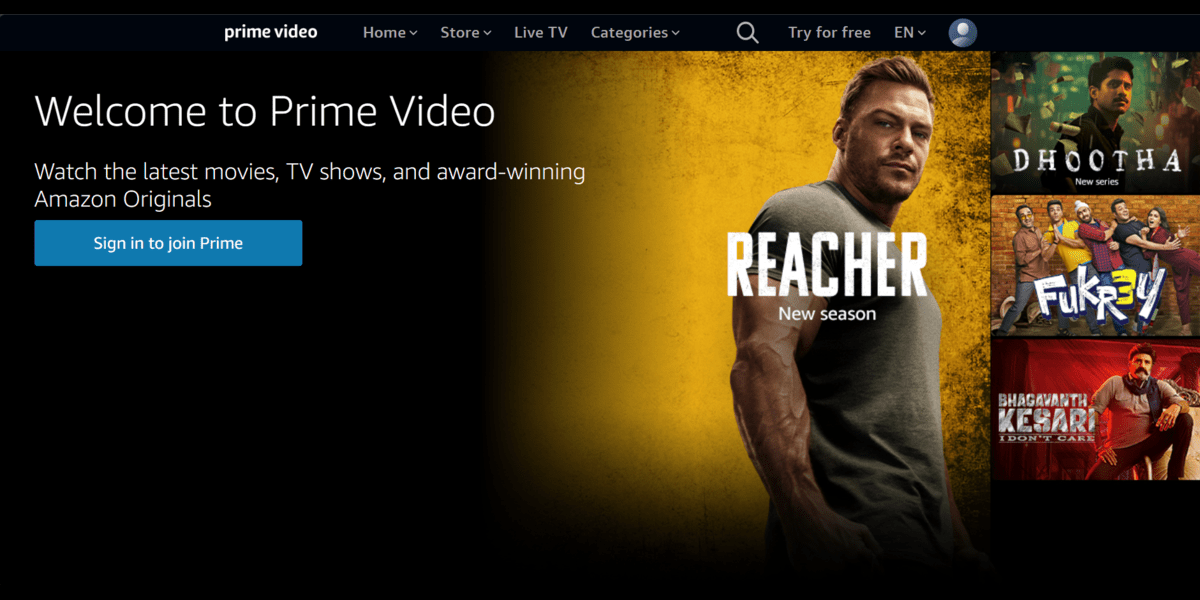 prime video Home Store Live TV Categories Try for free EN
Welcome to Prime Video
Watch the latest movies, TV shows, and award-winning
Amazon Originals
Sign in to join Prime
REACHER
New season
DHOOTHA
New series
FUKR3Y
BHAGAVANTH
KESARI
I DON'T CARE